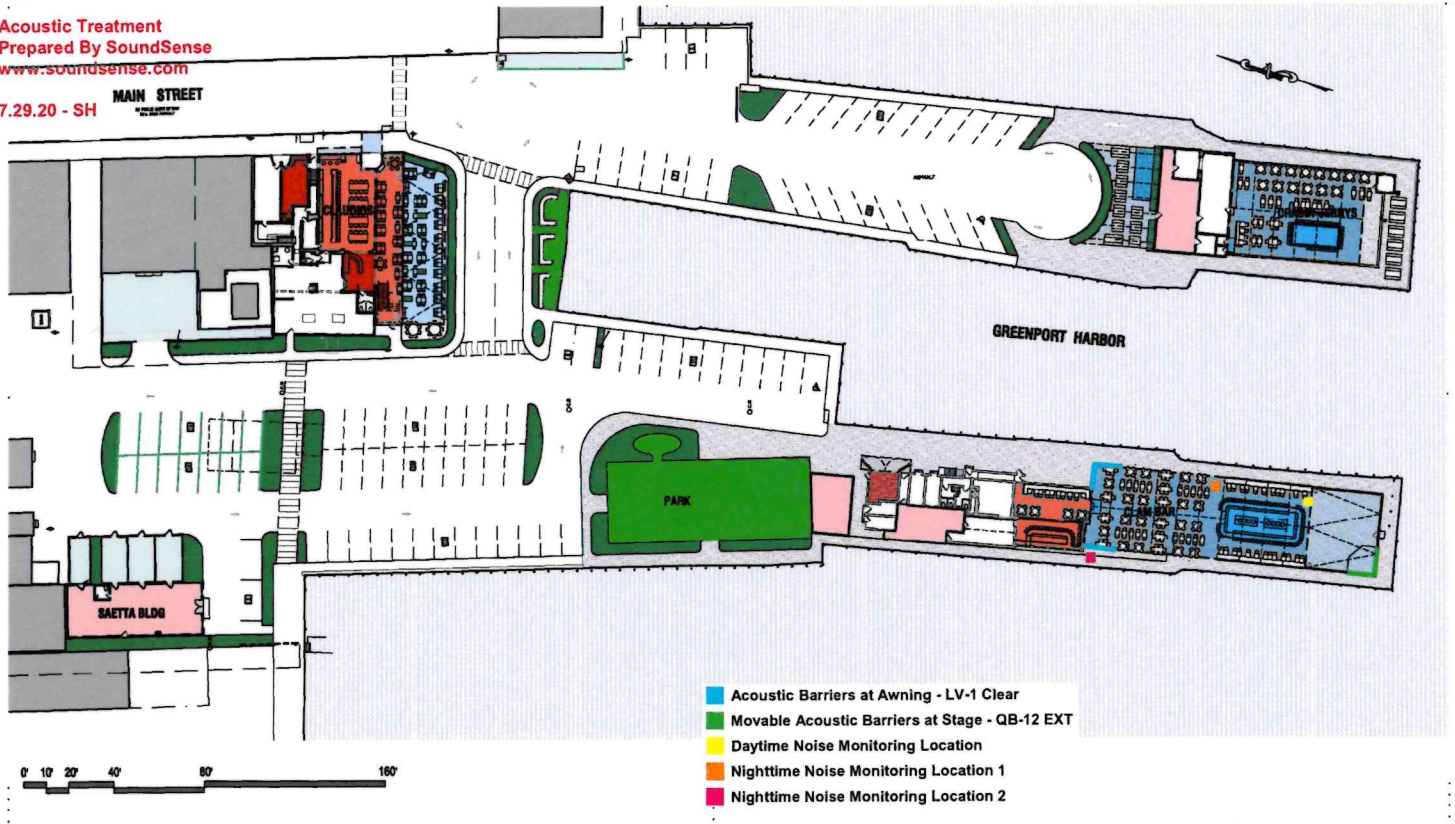 Acoustic Treatment
Prepared By SoundSense
www.soundsense.com
7.29.20 - SH
MAIN STREET
ASPHALT
CLAUDIOS
GREENPORT HARBOR
PARK
CLAM BAR
SAETTA BLDG
Acoustic Barriers at Awning - LV-1 Clear
Movable Acoustic Barriers at Stage - QB-12 EXT
Daytime Noise Monitoring Location
Nighttime Noise Monitoring Location 1
Nighttime Noise Monitoring Location 2
0' 10' 20' 40' 80' 160'